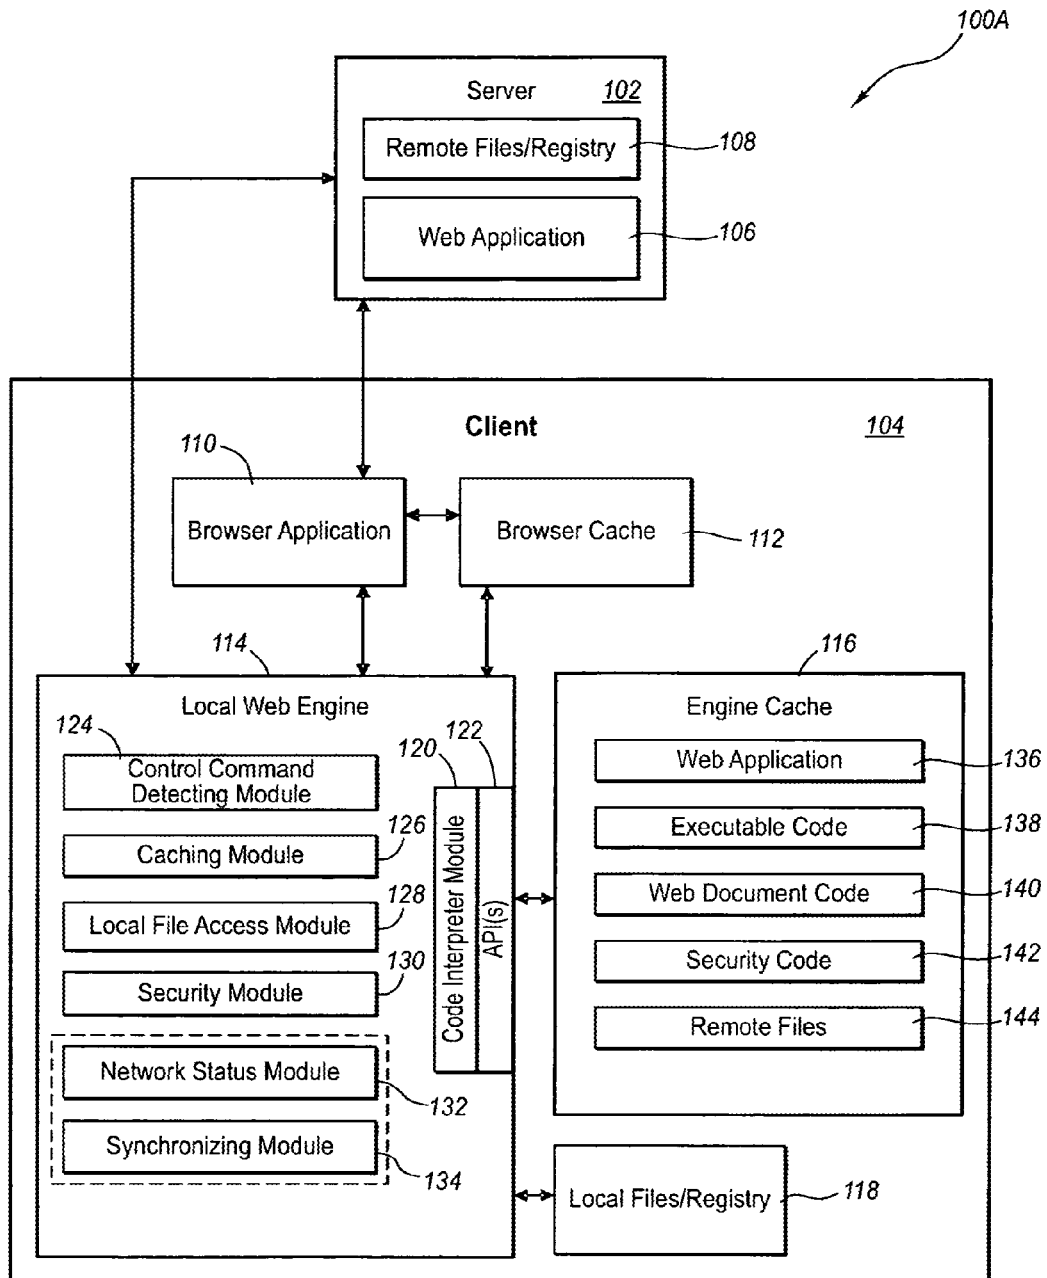 100A
Server
102
Remote Files/Registry
108
Web Application
106
Client
104
110
Browser Application
Browser Cache
112
114
Local Web Engine
124
Control Command
Detecting Module
Caching Module
126
Local File Access Module
128
Security Module
130
Network Status Module
132
Synchronizing Module
134
120
122
Code Interpreter Module
API(s)
116
Engine Cache
Web Application
136
Executable Code
138
Web Document Code
140
Security Code
142
Remote Files
144
Local Files/Registry
118